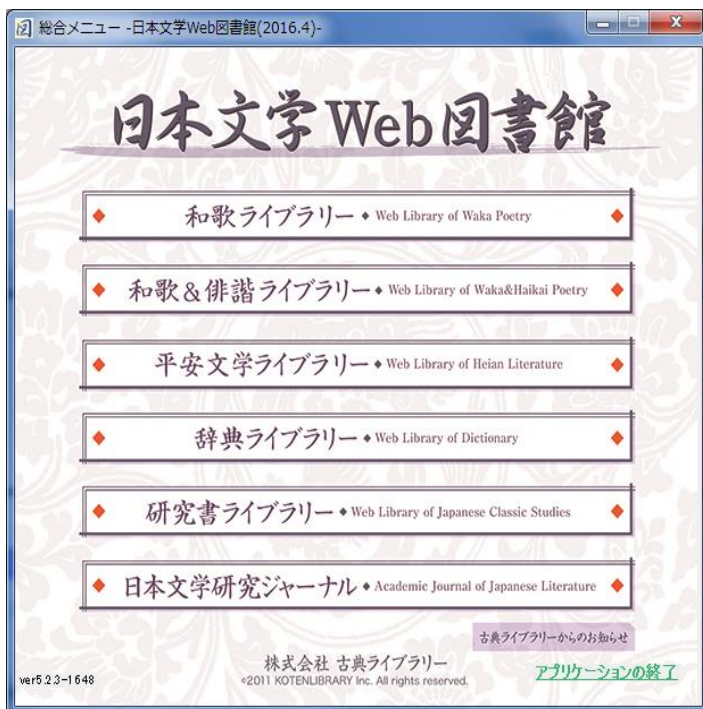 総合メニュー -日本文学Web図書館(2016.4)-
日本文学Web図書館
和歌ライブラリー◆Web Library of Waka Poetry
和歌&俳諧ライブラリー◆Web Library of Waka&Haikai Poetry
平安文学ライブラリー◆Web Library of Heian Literature
辞典ライブラリー◆Web Library of Dictionary
研究書ライブラリー◆Web Library of Japanese Classic Studies
日本文学研究ジャーナル◆Academic Journal of Japanese Literature
古典ライブラリーからのお知らせ
株式会社 古典ライブラリー
ver5.2.3-1648
©2011 KOTENLIBRARY Inc. All rights reserved.
アプリケーションの終了